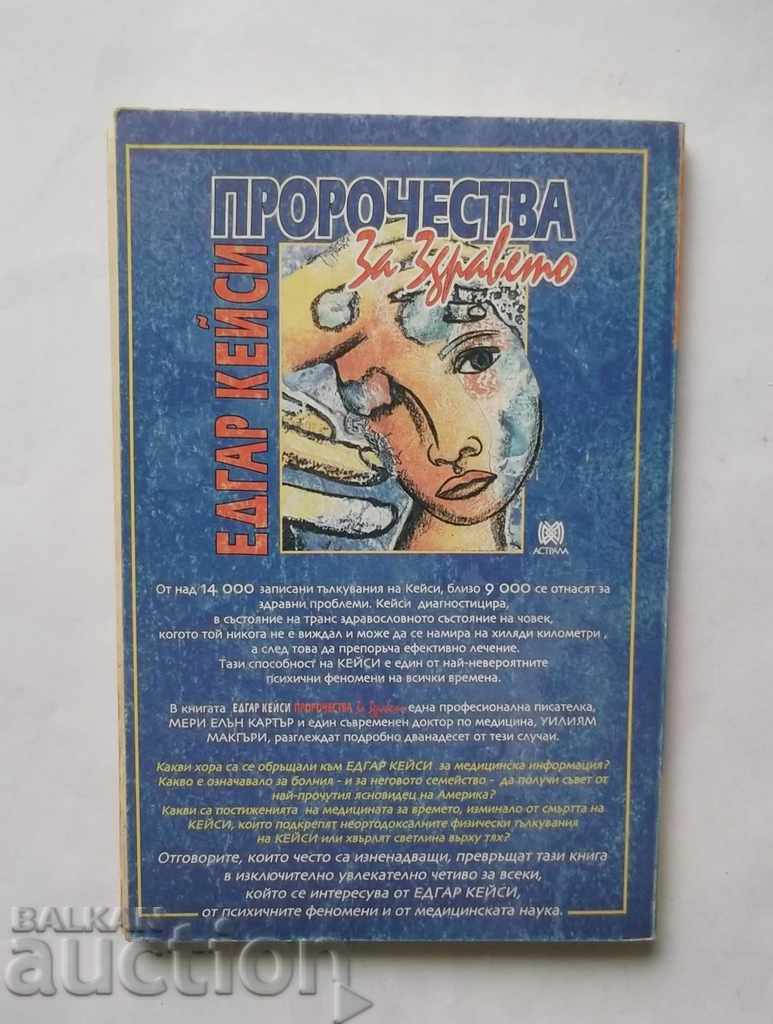 ПРОРОЧЕСТВА
За Здравето
ЕДГАР КЕЙСИ
АСТРАЛА
От над 14 000 записани тълкувания на Кейси, близо 9 000 се отнасят за
здравни проблеми. Кейси диагностицира,
в състояние на транс здравословното състояние на човек,
когото той никога не е виждал и може да се намира на хиляди километри ,
а след това да препоръча ефективно лечение.
Тази способност на КЕЙСИ е един от най-невероятните
психични феномени на всички времена.
В книгата ЕДГАР КЕЙСИ ПРОРОЧЕСТВА За Здравето една професионална писателка,
МЕРИ ЕЛЪН КАРТЪР и един съвременен доктор по медицина, УИЛИЯМ
МАКГЪРИ, разглеждат подробно дванадесет от тези случаи.
Какви хора са се обръщали към ЕДГАР КЕЙСИ за медицинска информация?
Какво е означавало за болния - и за неговото семейство - да получи съвет от
най-прочутия ясновидец на Америка?
Какви са постиженията на медицината за времето, изминало от смъртта на
КЕЙСИ, които подкрепят неортодоксалните физически тълкувания
на КЕЙСИ или хвърлят светлина върху тях?
Отговорите, които често са изненадващи, превръщат тази книга
в изключително увлекателно четиво за всеки,
който се интересува от ЕДГАР КЕЙСИ,
от психичните феномени и от медицинската наука.
BALKAN
auction